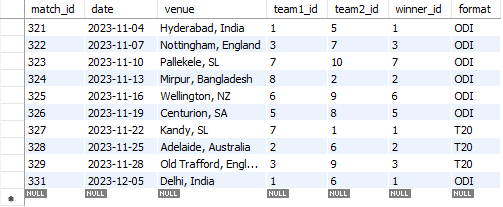 match_id date venue team1_id team2_id winner_id format
321 2023-11-04 Hyderabad, India 1 5 1 ODI
322 2023-11-07 Nottingham, England 3 7 3 ODI
323 2023-11-10 Pallekele, SL 7 10 7 ODI
324 2023-11-13 Mirpur, Bangladesh 8 2 2 ODI
325 2023-11-16 Wellington, NZ 6 9 6 ODI
326 2023-11-19 Centurion, SA 5 8 5 ODI
327 2023-11-22 Kandy, SL 7 1 1 T20
328 2023-11-25 Adelaide, Australia 2 6 2 T20
329 2023-11-28 Old Trafford, Engl... 3 9 3 T20
331 2023-12-05 Delhi, India 1 6 1 ODI
NULL NULL NULL NULL NULL NULL NULL